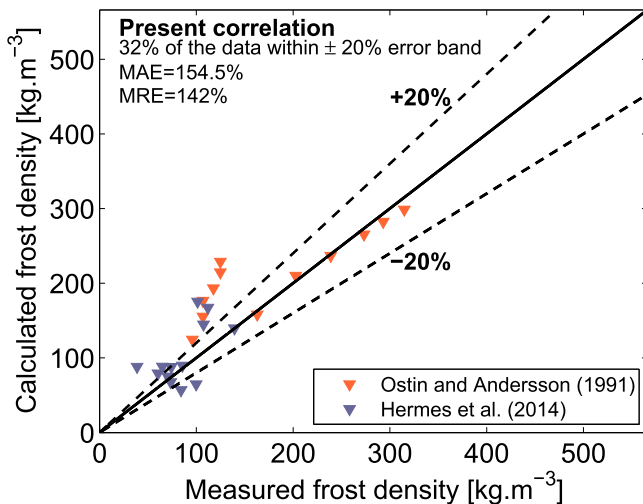 Present correlation
32% of the data within ± 20% error band
MAE=154.5%
MRE=142%
+20%
−20%
Calculated frost density [kg.m−3]
500
400
300
200
100
0
0 100 200 300 400 500
Measured frost density [kg.m−3]
Ostin and Andersson (1991)
Hermes et al. (2014)